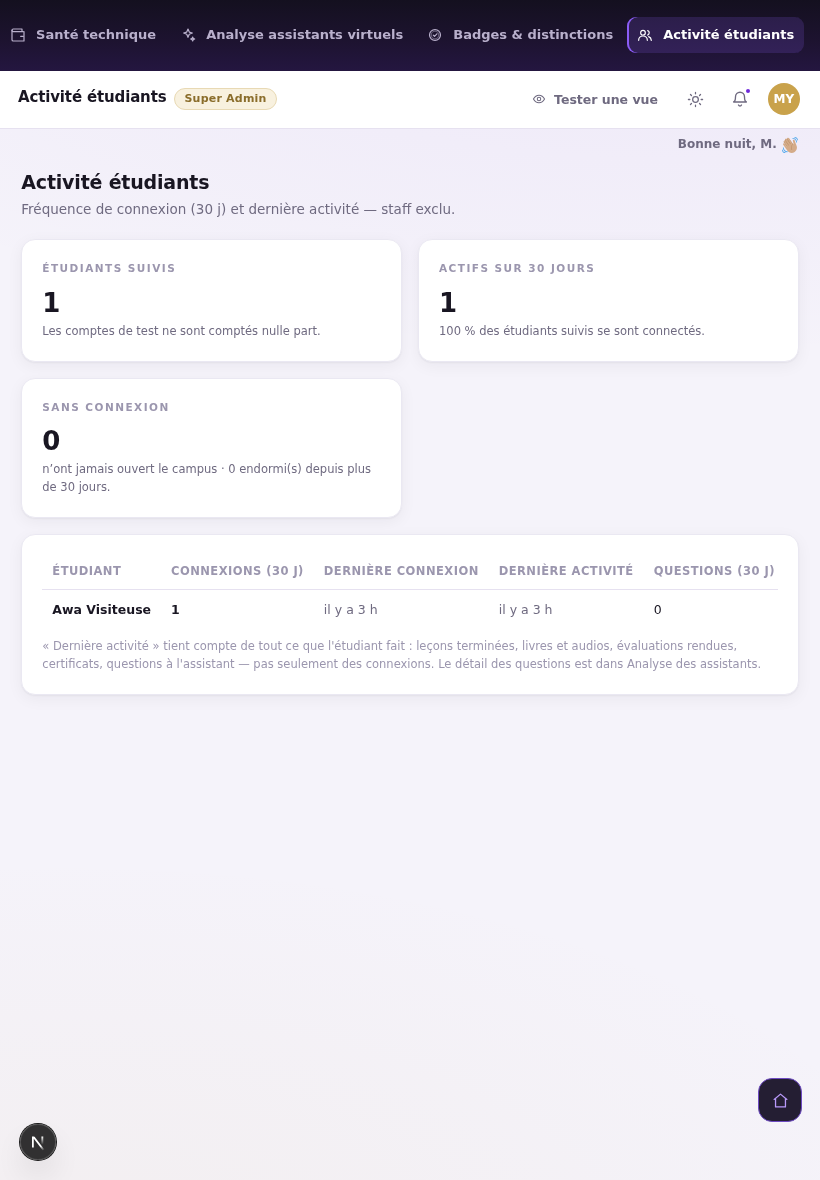 Santé technique
Analyse assistants virtuels
Badges & distinctions
Activité étudiants
Activité étudiants
Super Admin
Tester une vue
MY
Bonne nuit, M. 👋🏽
Activité étudiants
Fréquence de connexion (30 j) et dernière activité — staff exclu.
ÉTUDIANTS SUIVIS
1
Les comptes de test ne sont comptés nulle part.
ACTIFS SUR 30 JOURS
1
100 % des étudiants suivis se sont connectés.
SANS CONNEXION
0
n’ont jamais ouvert le campus · 0 endormi(s) depuis plus
de 30 jours.
ÉTUDIANT CONNEXIONS (30 J) DERNIÈRE CONNEXION DERNIÈRE ACTIVITÉ QUESTIONS (30 J)
Awa Visiteuse 1 il y a 3 h il y a 3 h 0
« Dernière activité » tient compte de tout ce que l'étudiant fait : leçons terminées, livres et audios, évaluations rendues,
certificats, questions à l'assistant — pas seulement des connexions. Le détail des questions est dans Analyse des assistants.
N